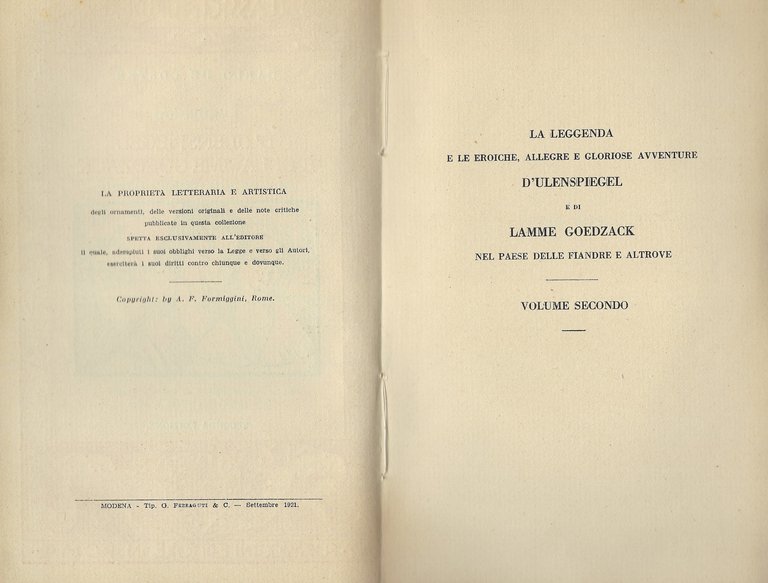 LA PROPRIETÀ LETTERARIA E ARTISTICA
degli ornamenti, delle versioni originali e delle note critiche
pubblicate in questa collezione
SPETTA ESCLUSIVAMENTE ALL'EDITORE
il quale, adempiuti i suoi obblighi verso la Legge e verso gli Autori,
eserciterà i suoi diritti contro chiunque e dovunque.
Copyright: by A. F. Formiggini, Rome.
MODENA - Tip. G. FERRAGUTI & C. — Settembre 1921.
LA LEGGENDA
E LE EROICHE, ALLEGRE E GLORIOSE AVVENTURE
D'ULENSPIEGEL
E DI
LAMME GOEDZACK
NEL PAESE DELLE FIANDRE E ALTROVE
VOLUME SECONDO